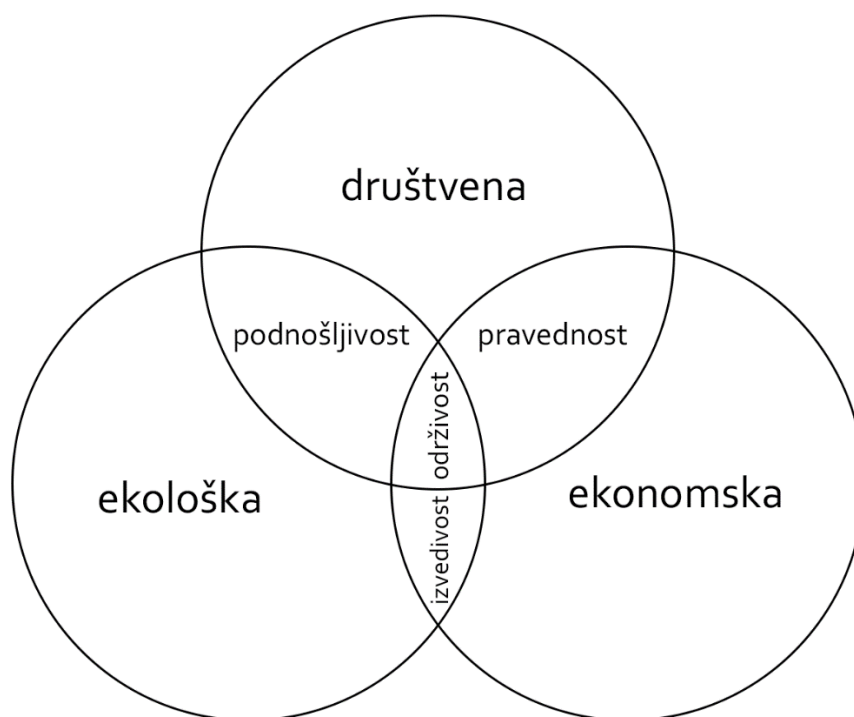 društvena
podnošljivost
pravednost
održivost
ekološka
ekonomska
izvedivost